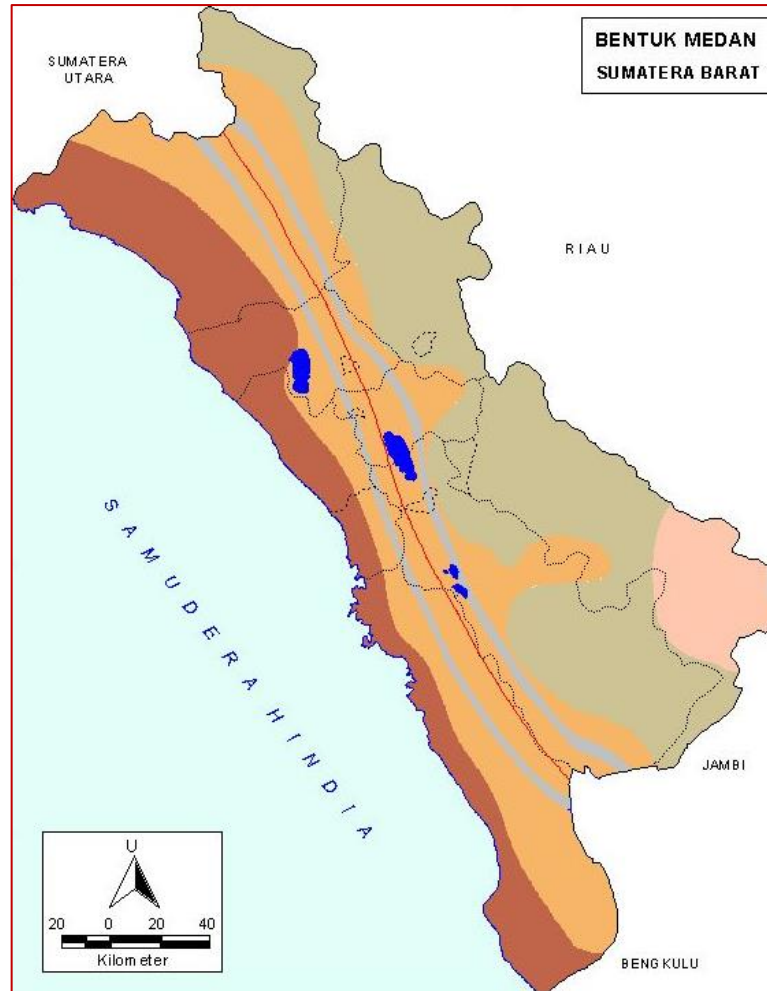 BENTUK MEDAN
SUMATERA BARAT
SUMATERA
UTARA
RIAU
SAMUDERA HINDIA
JAMBI
U
20 0 20 40
Kilometer
BENGKULU